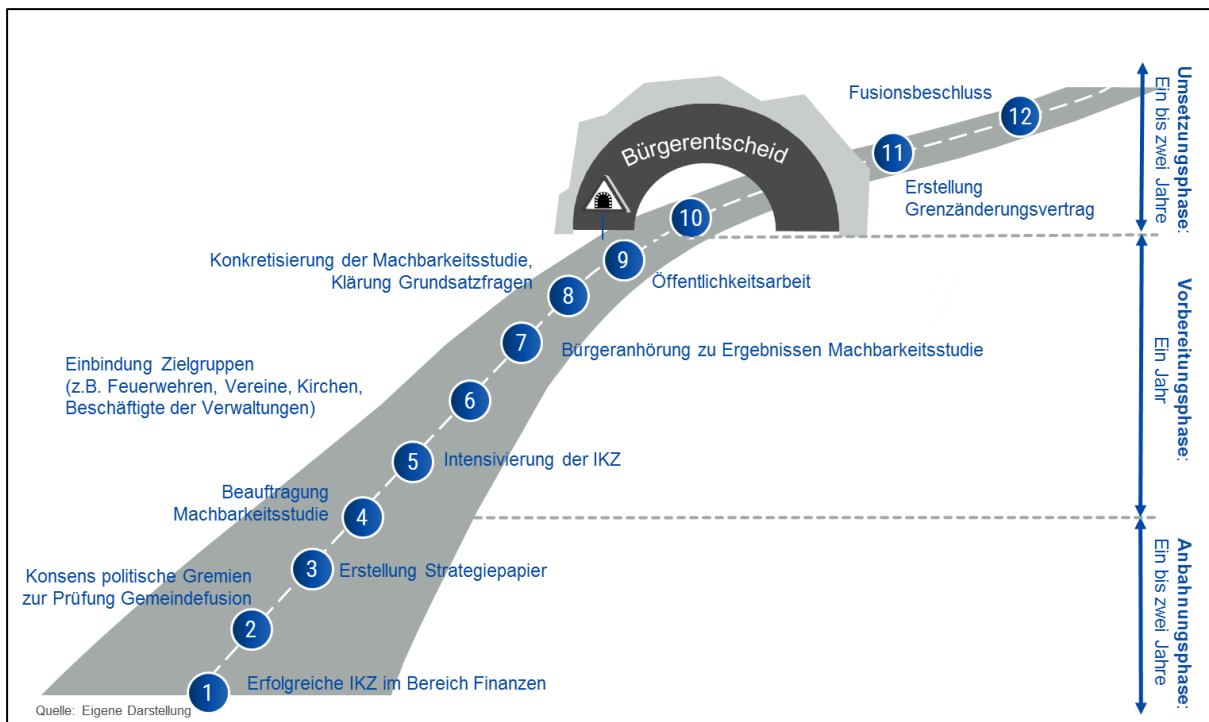 Fusionsbeschluss
12
11
Erstellung
Grenzänderungsvertrag
Bürgerentscheid
10
9
Öffentlichkeitsarbeit
Konkretisierung der Machbarkeitsstudie,
Klärung Grundsatzfragen
8
7
Bürgeranhörung zu Ergebnissen Machbarkeitsstudie
Einbindung Zielgruppen
(z.B. Feuerwehren, Vereine, Kirchen,
Beschäftigte der Verwaltungen)
6
5
Intensivierung der IKZ
Beauftragung
Machbarkeitsstudie
4
3
Erstellung Strategiepapier
Konsens politische Gremien
zur Prüfung Gemeindefusion
2
1
Erfolgreiche IKZ im Bereich Finanzen
Quelle: Eigene Darstellung
Umsetzungsphase:
Ein bis zwei Jahre
Vorbereitungsphase:
Ein Jahr
Anbahnungsphase:
Ein bis zwei Jahre